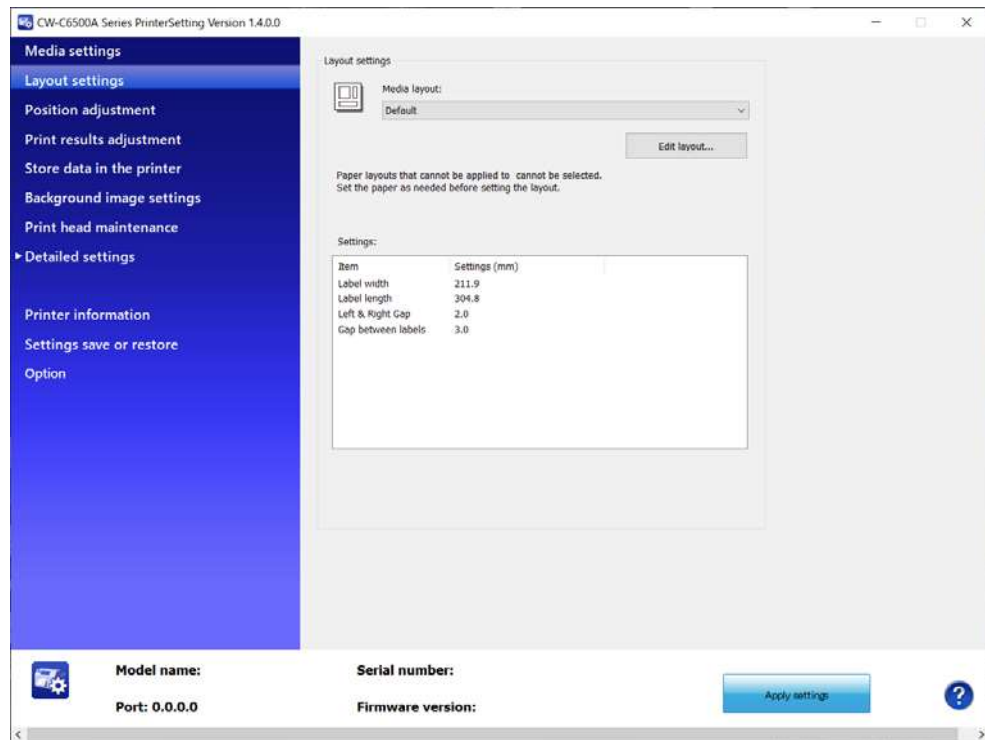 CW-C6500A Series PrinterSetting Version 1.4.0.0
Media settings
Layout settings
Position adjustment
Print results adjustment
Store data in the printer
Background image settings
Print head maintenance
Detailed settings
Printer information
Settings save or restore
Option
Layout settings
Media layout:
Default
Edit layout...
Paper layouts that cannot be applied to cannot be selected.
Set the paper as needed before setting the layout.
Settings:
Item Settings (mm)
Label width 211.9
Label length 304.8
Left & Right Gap 2.0
Gap between labels 3.0
Model name: Serial number:
Port: 0.0.0.0 Firmware version:
Apply settings
?